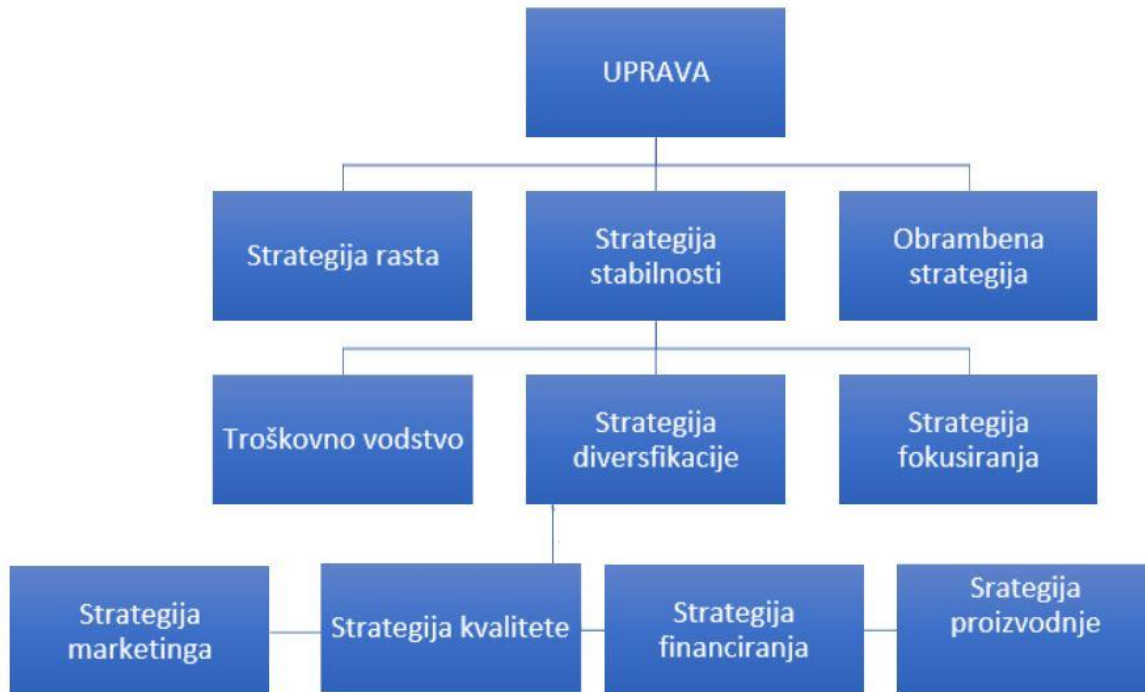 UPRAVA
Strategija rasta
Strategija
stabilnosti
Obrambena
strategija
Troškovno vodstvo
Strategija
diversfikacije
Strategija
fokusiranja
Strategija
marketinga
Strategija kvalitete
Strategija
financiranja
Srategija
proizvodnje